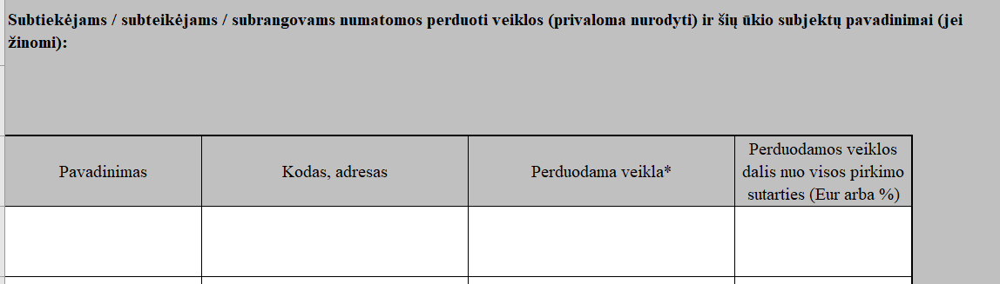 Subtiekėjams / subteikėjams / subrangovams numatomos perduoti veiklos (privaloma nurodyti) ir šių ūkio subjektų pavadinimai (jei
žinomi):
Pavadinimas
Kodas, adresas
Perduodama veikla*
Perduodamos veiklos
dalis nuo visos pirkimo
sutarties (Eur arba %)